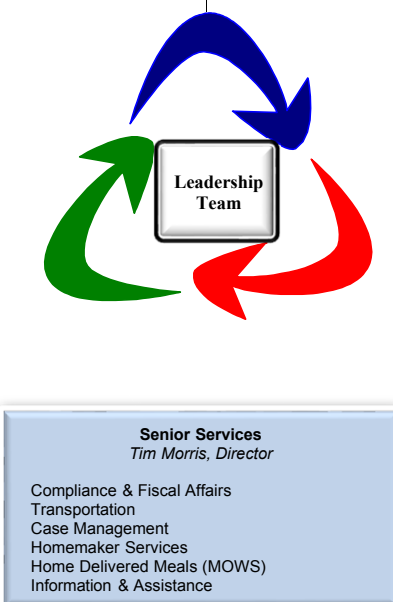 Leadership
Team
Senior Services
Tim Morris, Director
Compliance & Fiscal Affairs
Transportation
Case Management
Homemaker Services
Home Delivered Meals (MOWS)
Information & Assistance